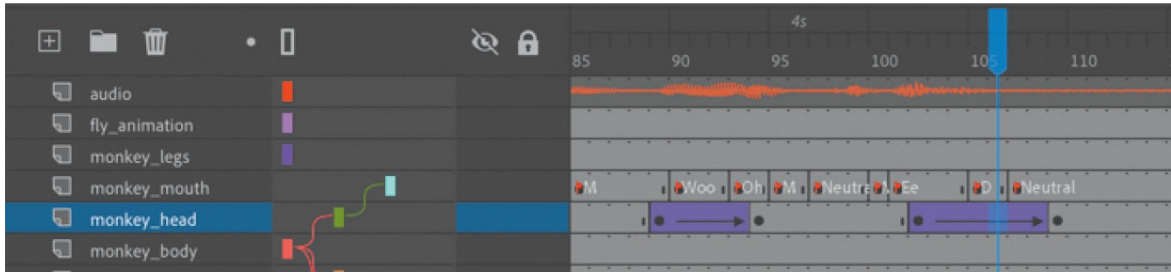 4s
85 90 95 100 105 110
audio
fly_animation
monkey_legs
monkey_mouth M Woo Oh M Neutra M Ee D Neutral
monkey_head
monkey_body